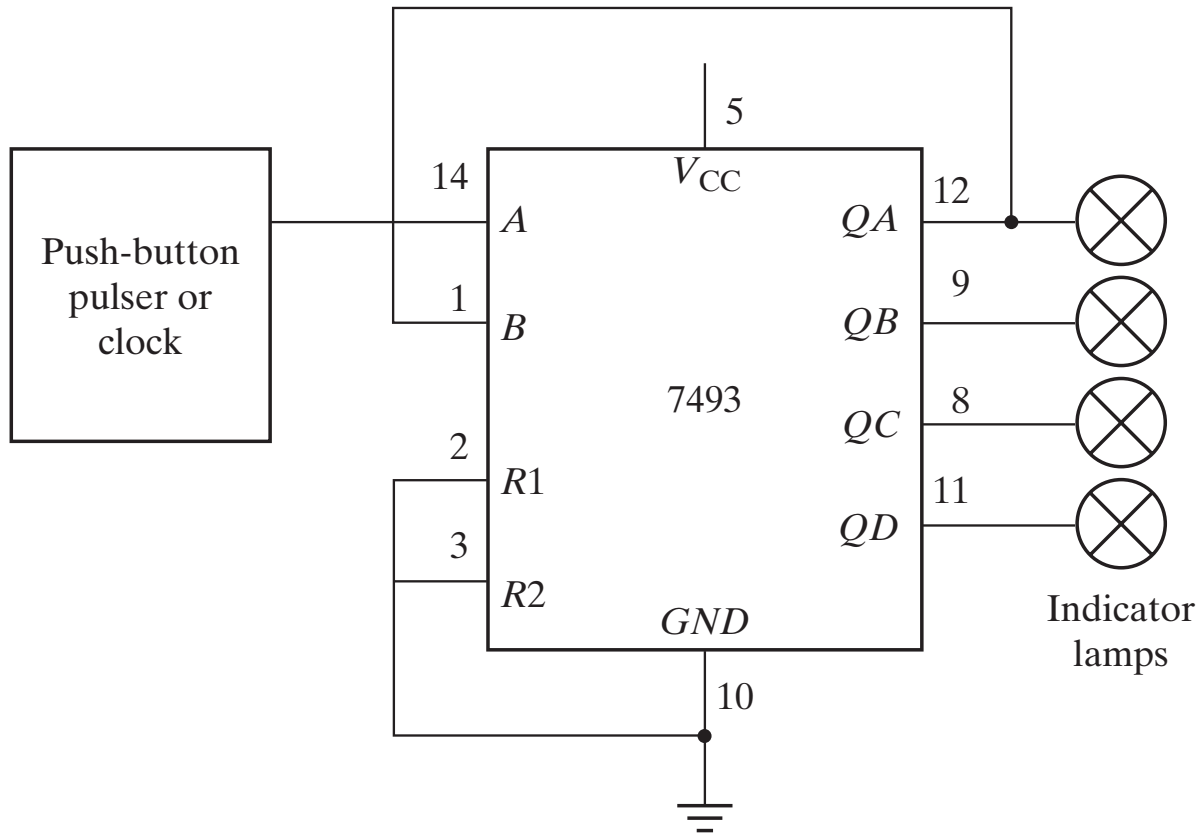 5
14
V_CC
12
A
QA
Push-button
pulser or
clock
9
1
B
QB
7493
8
QC
2
R1
11
QD
3
R2
GND
Indicator
lamps
10